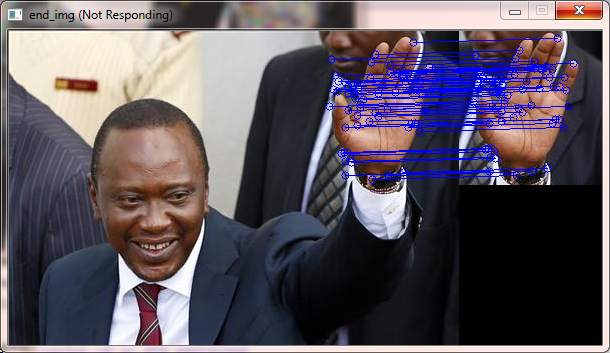 end_img (Not Responding)